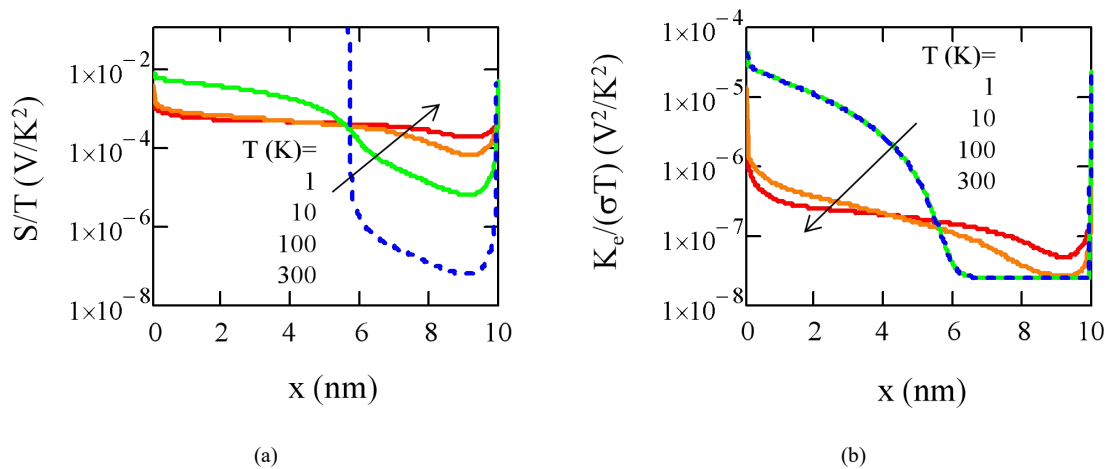 S/T (V/K²)
1×10⁻²
1×10⁻⁴
1×10⁻⁶
1×10⁻⁸
T (K)=
1
10
100
300
0 2 4 6 8 10
x (nm)
(a)
Kₑ/(σT) (V²/K²)
1×10⁻⁴
1×10⁻⁵
1×10⁻⁶
1×10⁻⁷
1×10⁻⁸
T (K)=
1
10
100
300
0 2 4 6 8 10
x (nm)
(b)